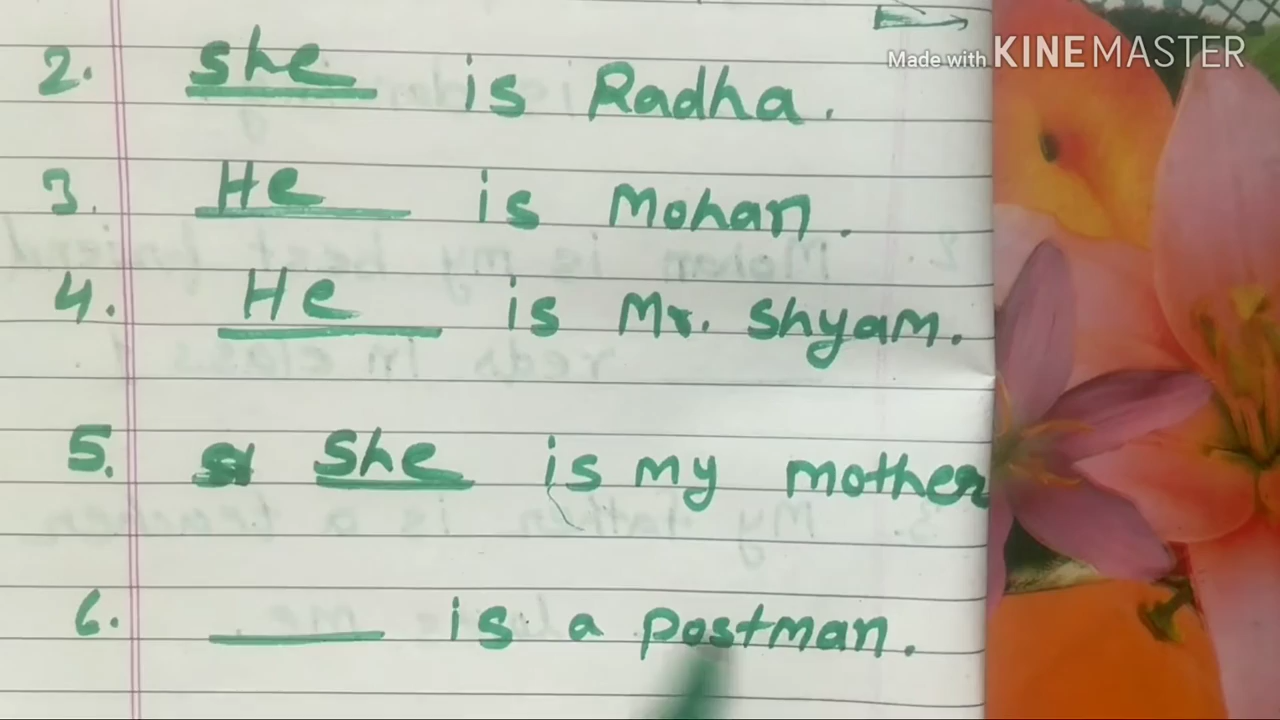 Made with KINEMASTER
2. She is Radha.
3. He is Mohan.
4. He is Mr. Shyam.
5. She is my mother
6. ____ is a postman.